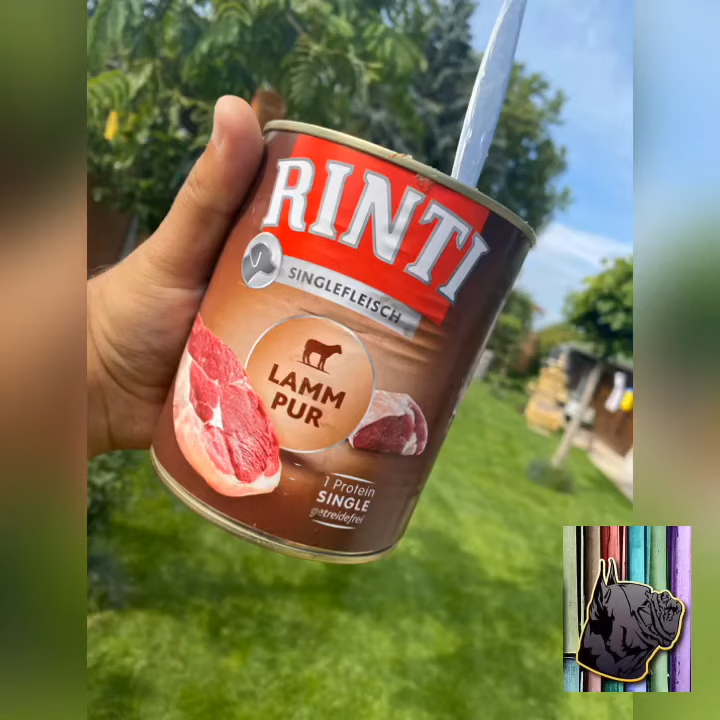 RINTI
SINGLEFLEISCH
LAMM
PUR
1 Protein
SINGLE
getreidefrei